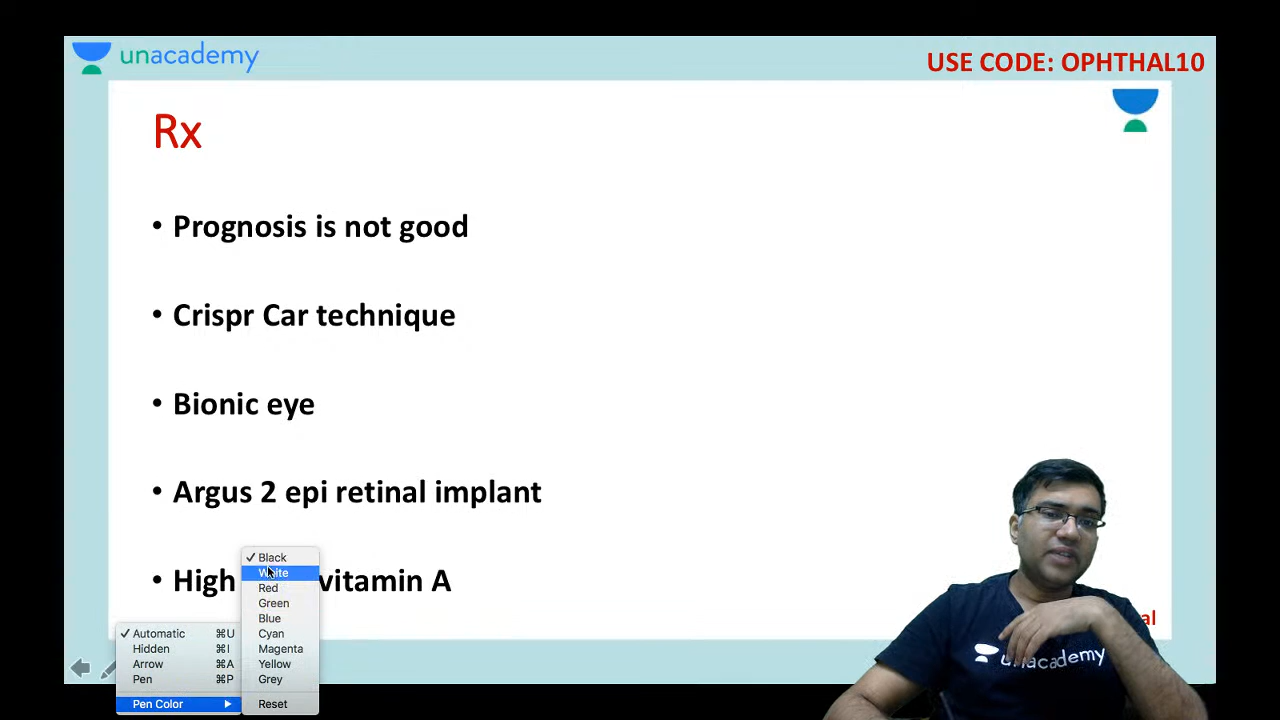 unacademy
USE CODE: OPHTHAL10
Rx
• Prognosis is not good
• Crispr Car technique
• Bionic eye
• Argus 2 epi retinal implant
• High vitamin A
✓ Black
White
Red
Green
Blue
Cyan
Magenta
Yellow
Grey
Reset
✓ Automatic ⌘U
Hidden ⌘I
Arrow ⌘A
Pen ⌘P
Pen Color
al
unacademy